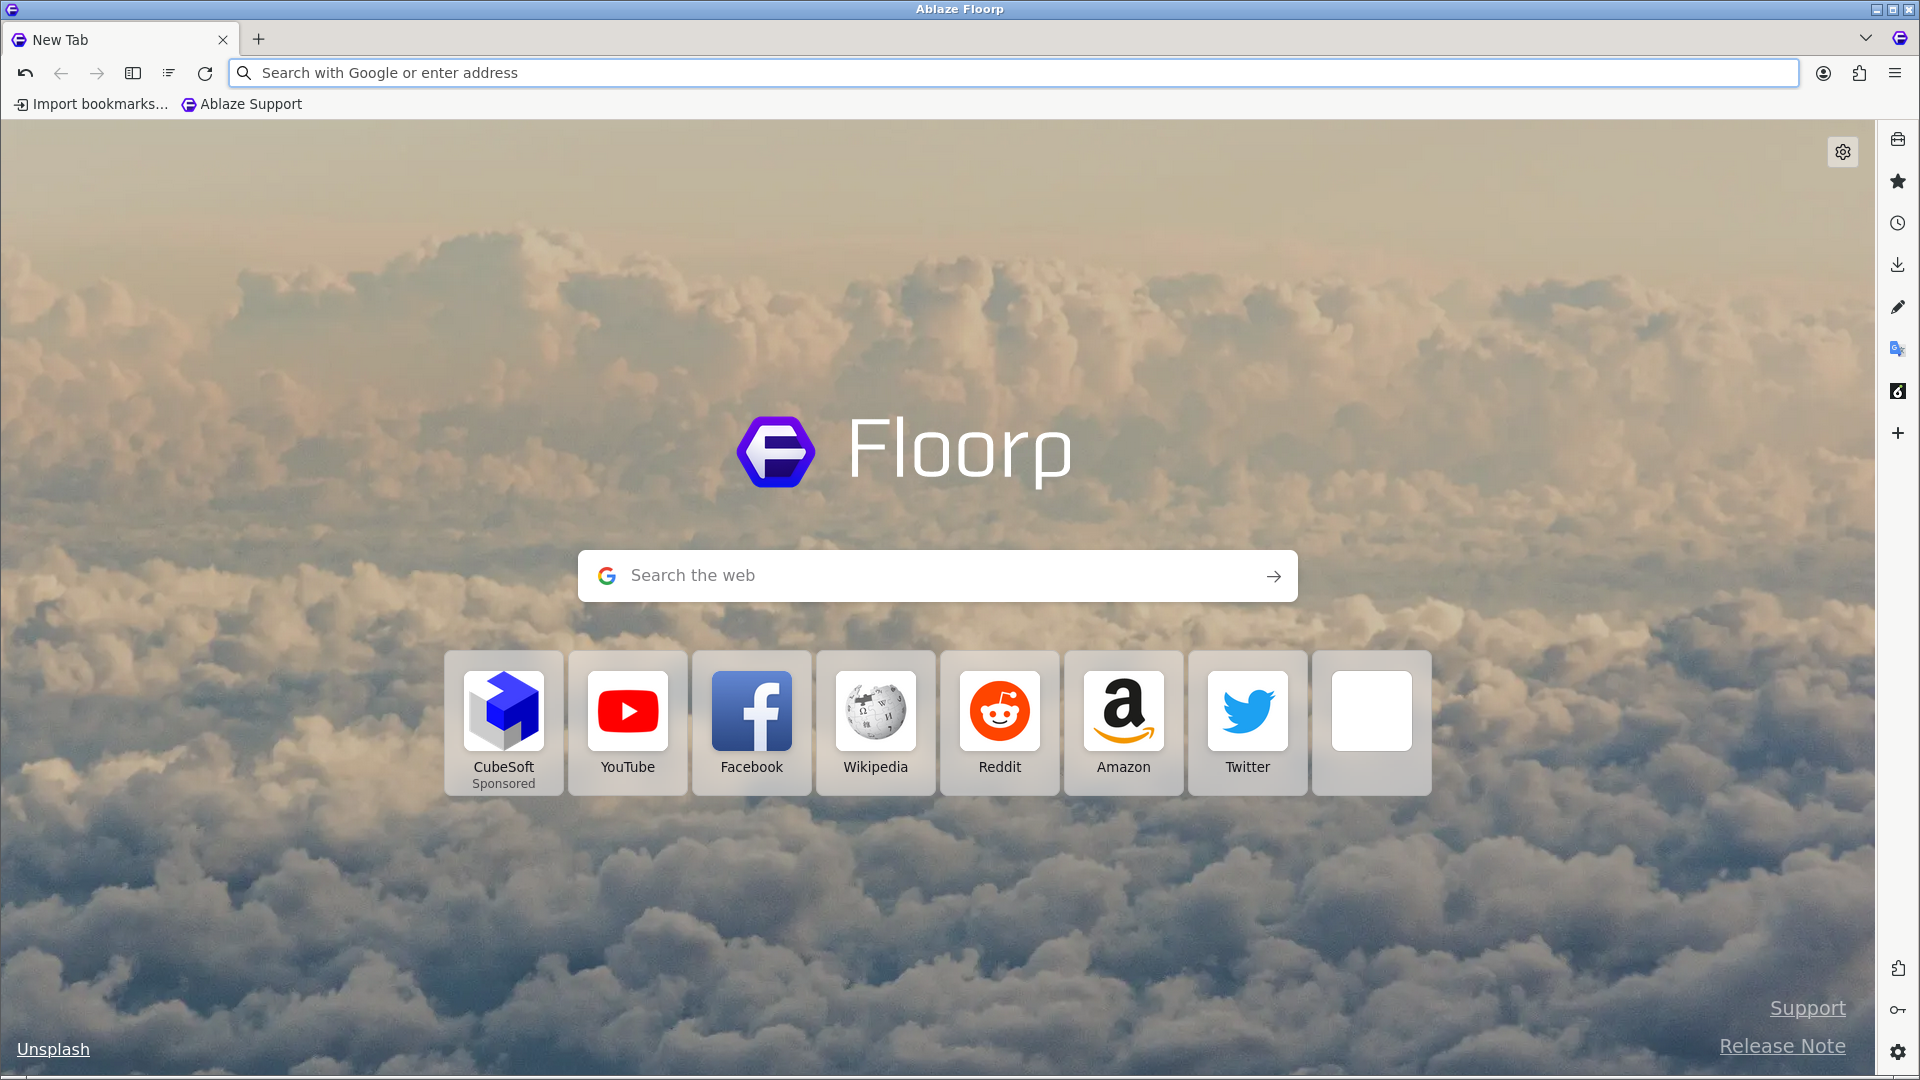 Ablaze Floorp
New Tab
Search with Google or enter address
Import bookmarks...
Ablaze Support
Floorp
Search the web
CubeSoft
Sponsored
YouTube
Facebook
Wikipedia
Reddit
Amazon
Twitter
Support
Unsplash
Release Note